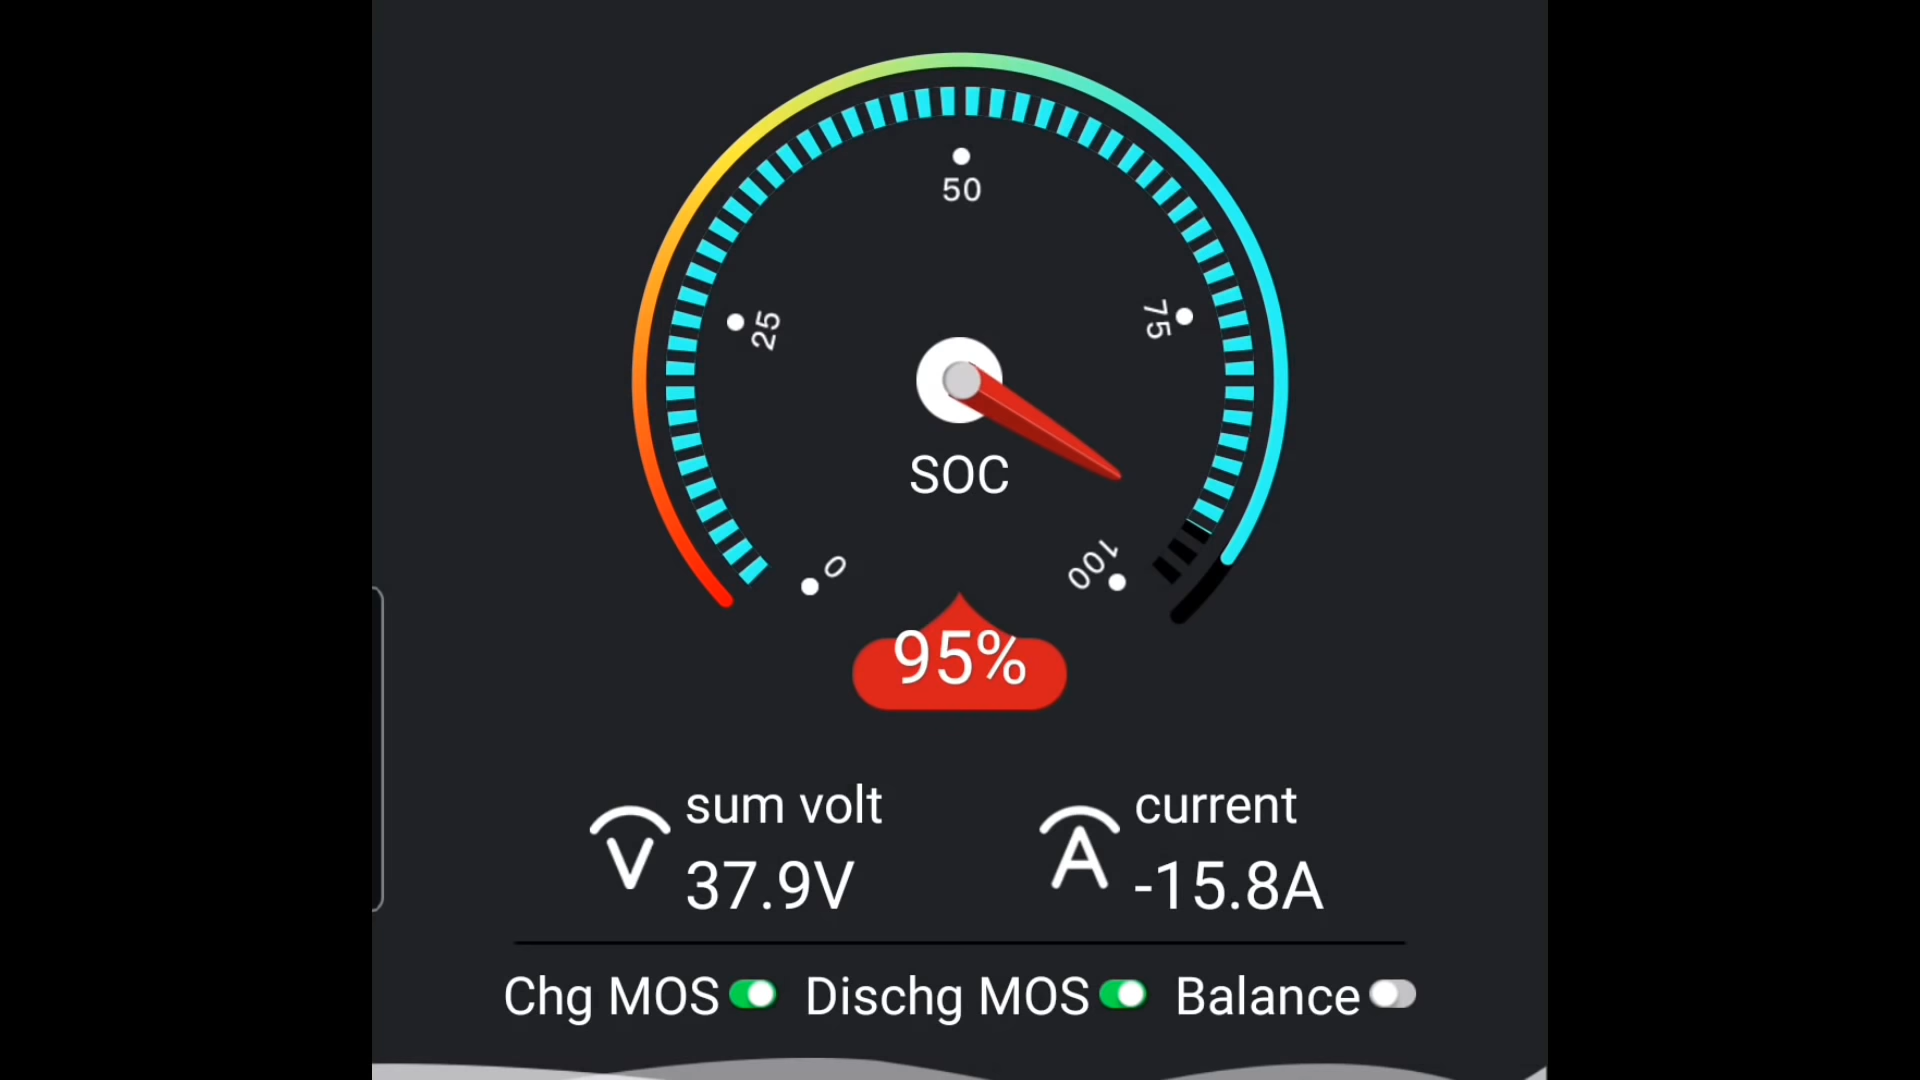 50
25
75
SOC
0
100
95%
sum volt
37.9V
current
-15.8A
Chg MOS Dischg MOS Balance